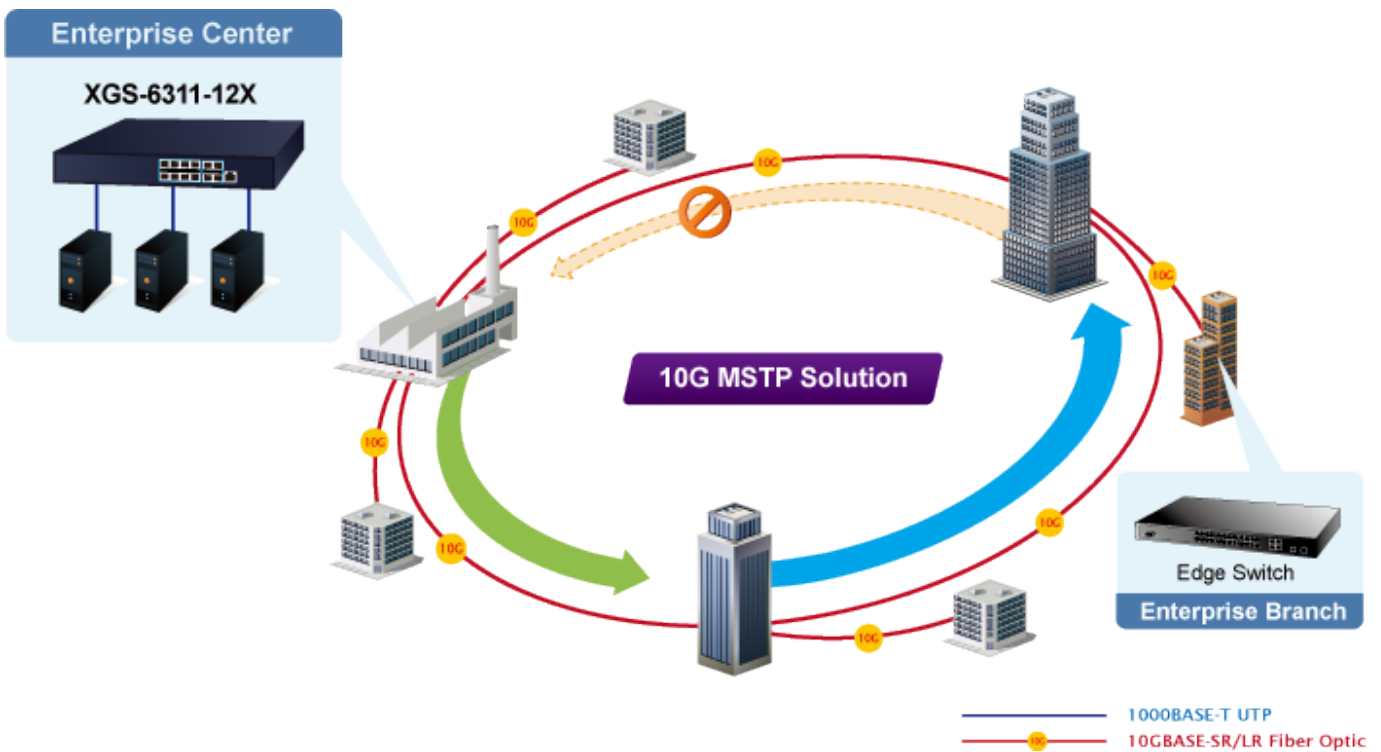 Enterprise Center
XGS-6311-12X
10G
10G
10G
10G MSTP Solution
10G
10G
10G
10G
Edge Switch
Enterprise Branch
1000BASE-T UTP
10G
10GBASE-SR/LR Fiber Optic